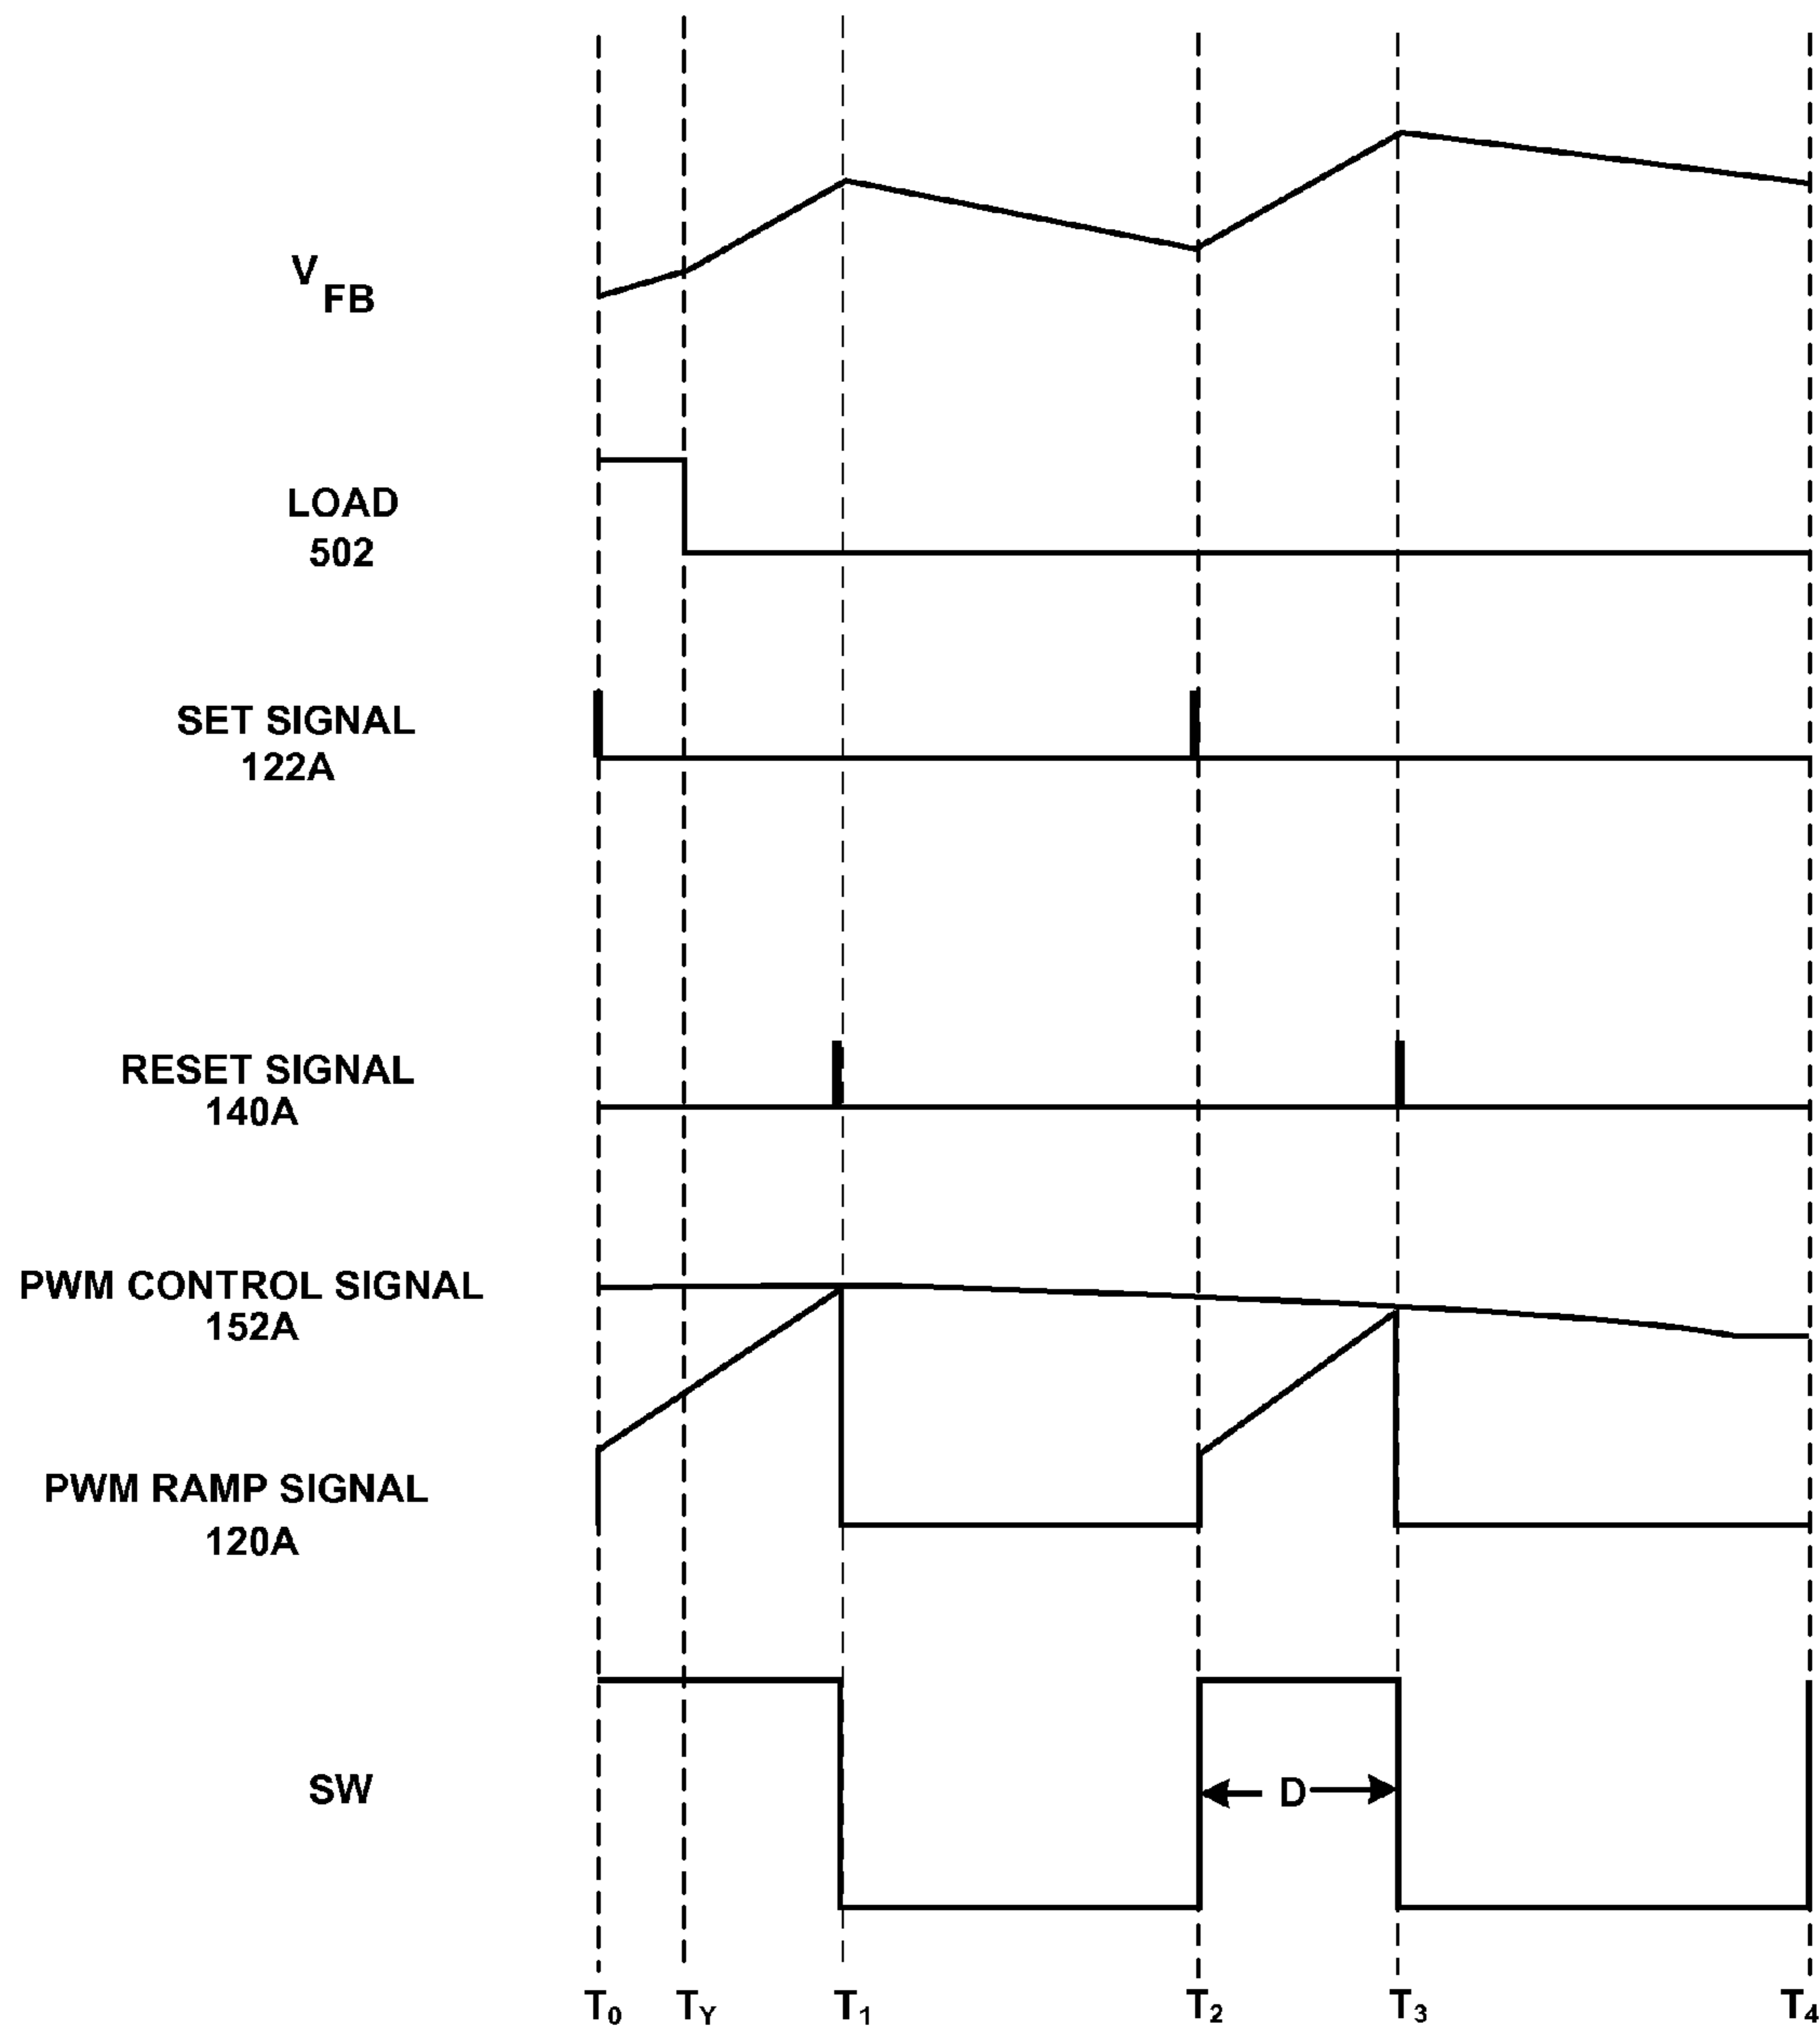 V FB
LOAD
502
SET SIGNAL
122A
RESET SIGNAL
140A
PWM CONTROL SIGNAL
152A
PWM RAMP SIGNAL
120A
SW
D
T0 TY T1 T2 T3 T4